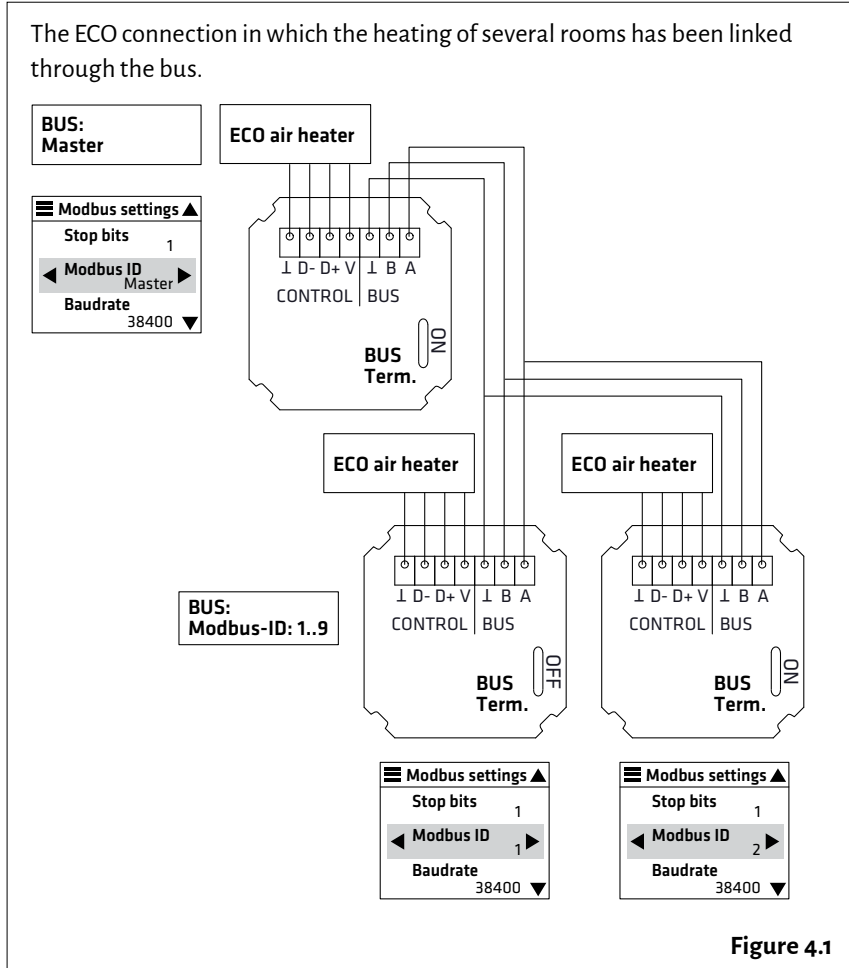 The ECO connection in which the heating of several rooms has been linked
through the bus.
BUS:
Master
ECO air heater
Modbus settings
Stop bits
1
Modbus ID
Master
Baudrate
38400
⊥ D- D+ V ⊥ B A
CONTROL BUS
BUS
Term.
ON
ECO air heater
ECO air heater
BUS:
Modbus-ID: 1..9
⊥ D- D+ V ⊥ B A
CONTROL BUS
BUS
Term.
OFF
⊥ D- D+ V ⊥ B A
CONTROL BUS
BUS
Term.
ON
Modbus settings
Stop bits
1
Modbus ID
1
Baudrate
38400
Modbus settings
Stop bits
1
Modbus ID
2
Baudrate
38400
Figure 4.1